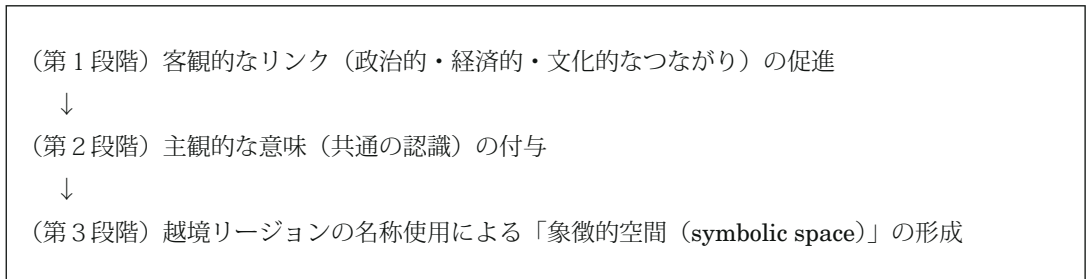 （第１段階）客観的なリンク（政治的・経済的・文化的なつながり）の促進
↓
（第２段階）主観的な意味（共通の認識）の付与
↓
（第３段階）越境リージョンの名称使用による「象徴的空間（symbolic space）」の形成